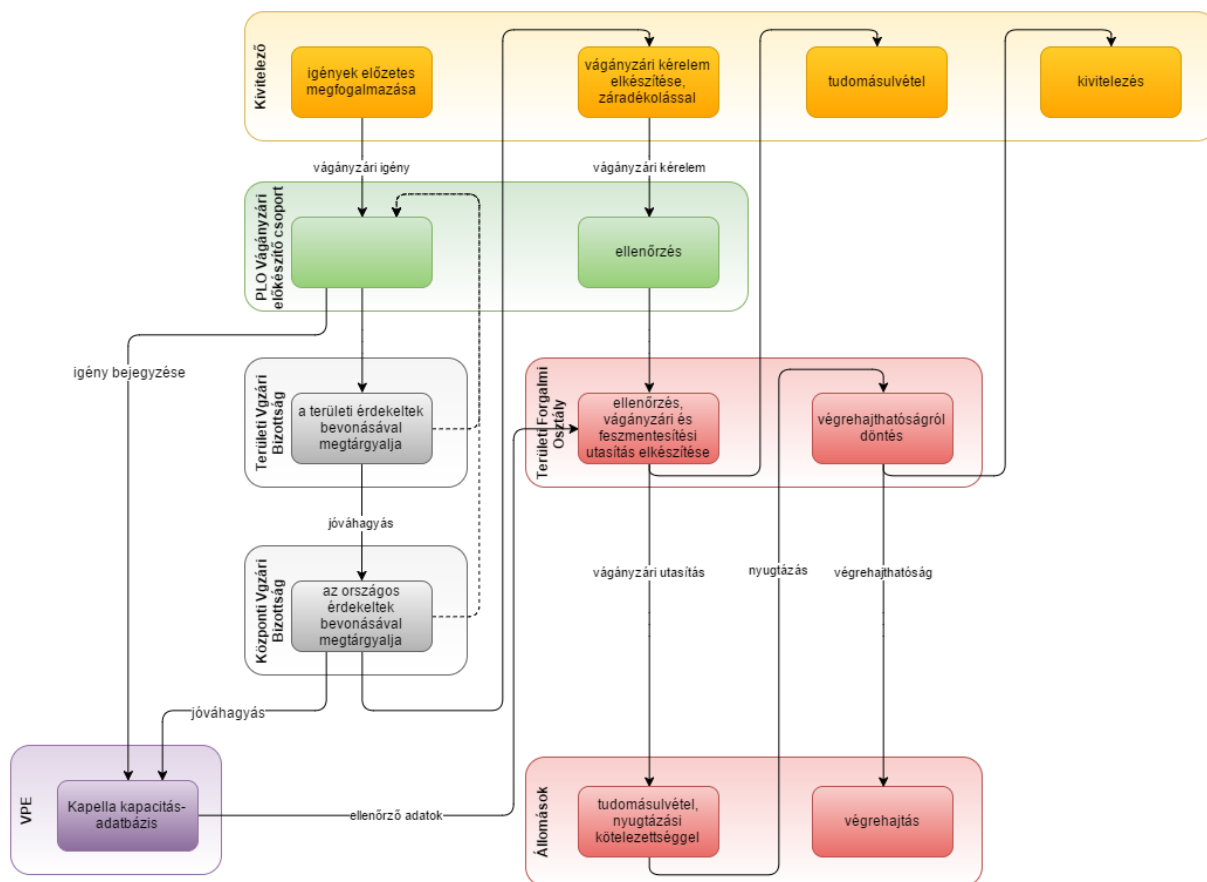 Kivitelező
igények előzetes
megfogalmazása
vágányzári kérelem
elkészítése,
záradékolással
tudomásulvétel
kivitelezés
vágányzári igény
vágányzári kérelem
PLO Vágányzári
előkészítő csoport
ellenőrzés
igény bejegyzése
Területi Vgzári
Bizottság
a területi érdekeltek
bevonásával
megtárgyalja
Területi Forgalmi
Osztály
ellenőrzés,
vágányzári és
feszmentesítési
utasítás elkészítése
végrehajthatóságról
döntés
jóváhagyás
Központi Vgzári
Bizottság
az országos
érdekeltek
bevonásával
megtárgyalja
vágányzári utasítás
nyugtázás
végrehajthatóság
jóváhagyás
VPE
Kapella kapacitás-
adatbázis
ellenőrző adatok
Állomások
tudomásulvétel,
nyugtázási
kötelezettséggel
végrehajtás